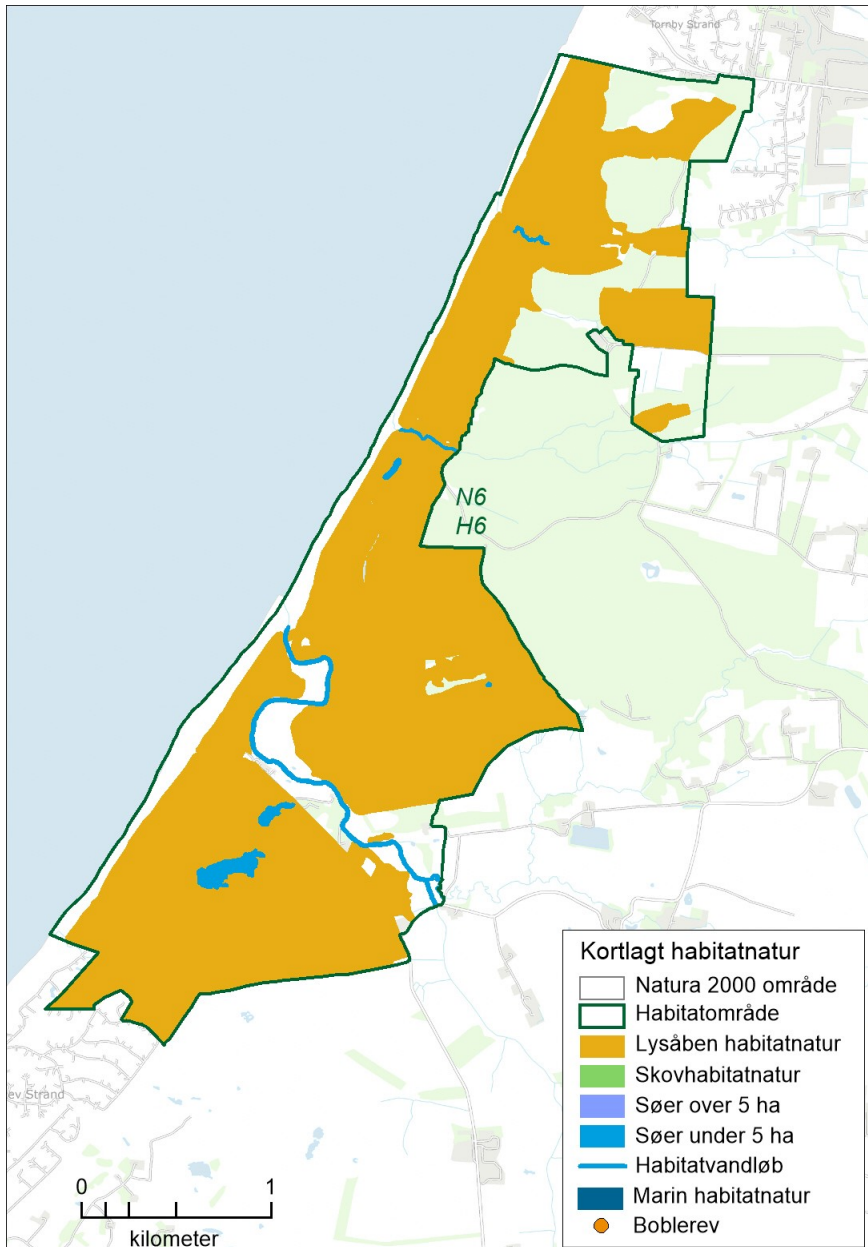 Tornby Strand
N6
H6
ev Strand
Kortlagt habitatnatur
Natura 2000 område
Habitatområde
Lysåben habitatnatur
Skovhabitatnatur
Søer over 5 ha
Søer under 5 ha
Habitatvandløb
Marin habitatnatur
Boblerev
0 1
kilometer